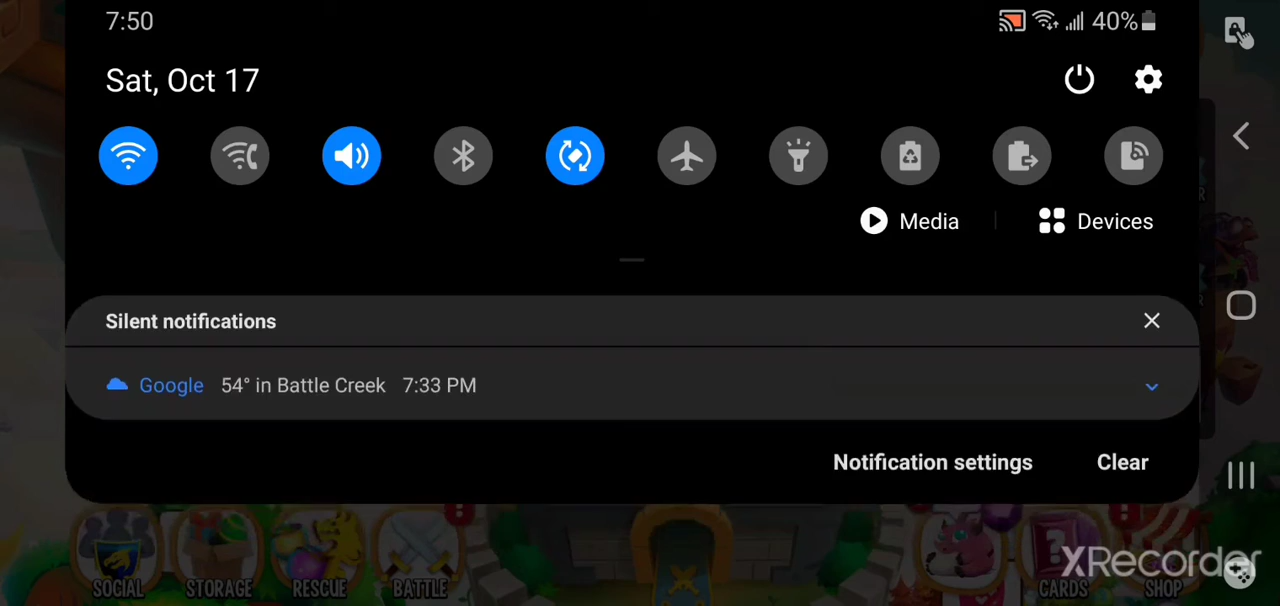 7:50 40%
Sat, Oct 17
Media Devices
Silent notifications
Google 54° in Battle Creek 7:33 PM
Notification settings Clear
SOCIAL STORAGE RESCUE BATTLE CARDS SHOP
XRecorder